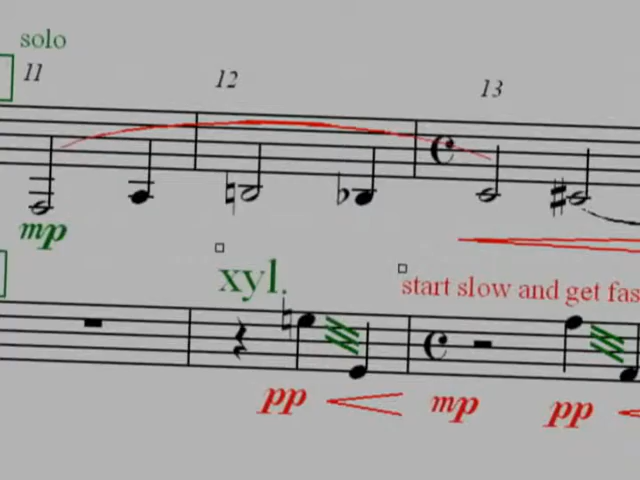 solo
11 12 13
mp
xyl.
start slow and get fas
pp mp pp